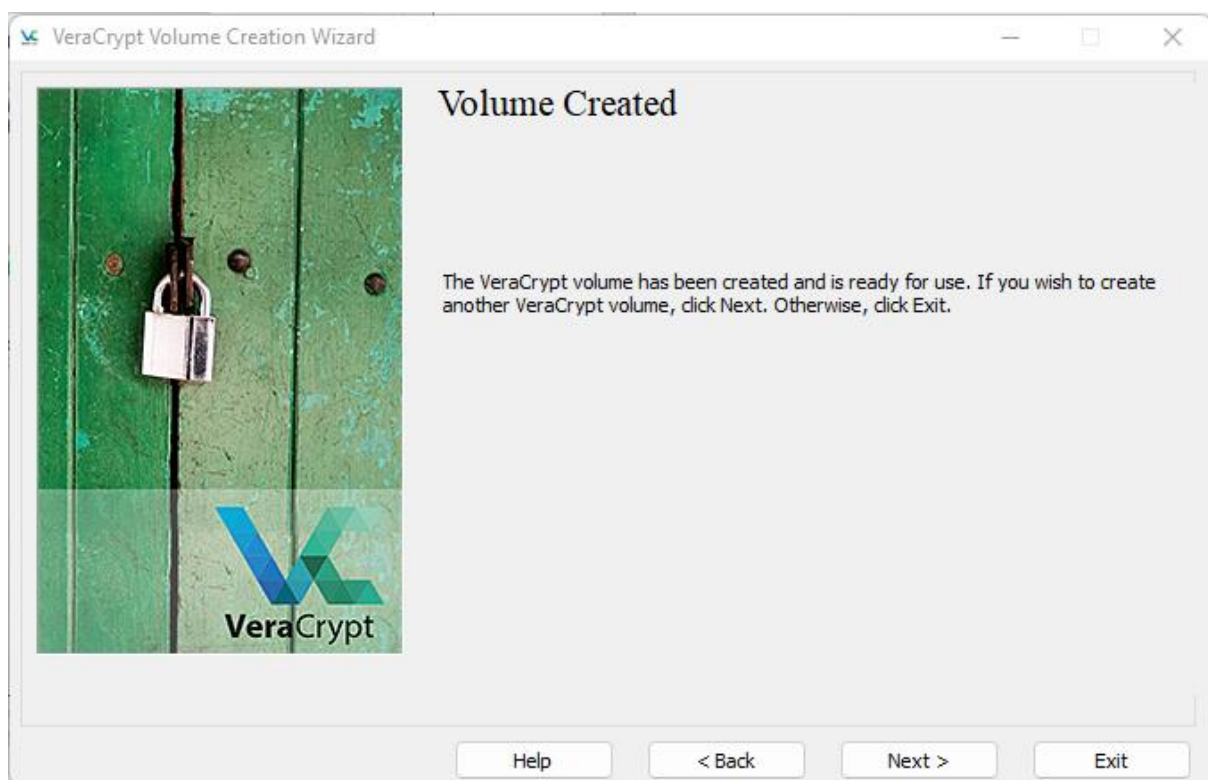 VeraCrypt Volume Creation Wizard
Volume Created
The VeraCrypt volume has been created and is ready for use. If you wish to create
another VeraCrypt volume, click Next. Otherwise, click Exit.
VeraCrypt
Help
< Back
Next >
Exit